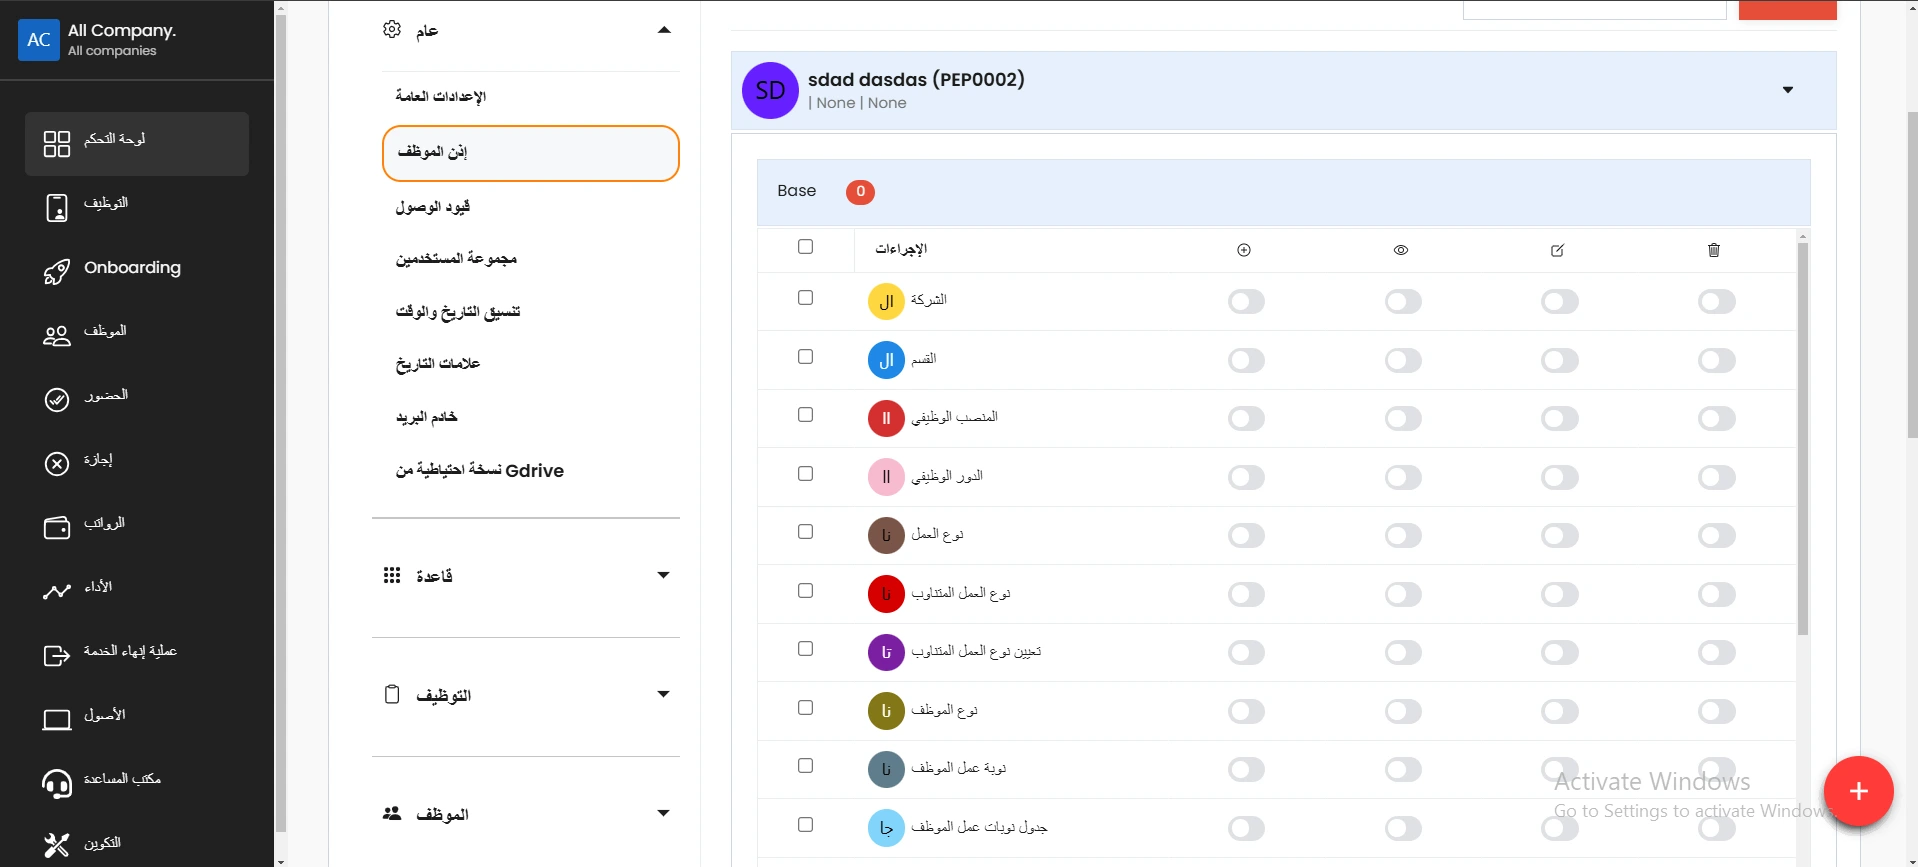 AC
All Company.
All companies
لوحة التحكم
التوظيف
Onboarding
الموظف
الحضور
إجازة
الرواتب
الأداء
عملية إنهاء الخدمة
الأصول
مكتب المساعدة
التكوين
عام
الإعدادات العامة
إذن الموظف
قيود الوصول
مجموعة المستخدمين
تنسيق التاريخ والوقت
علامات التاريخ
خادم البريد
نسخة احتياطية من Gdrive
قاعدة
التوظيف
الموظف
SD
sdad dasdas (PEP0002)
| None | None
Base 0
الإجراءات
ال الشركة
ال القسم
اا المنصب الوظيفي
اا الدور الوظيفي
نا نوع العمل
نا نوع العمل المتناوب
تا تعيين نوع العمل المتناوب
نا نوع الموظف
نا نوبة عمل الموظف
جا جدول نوبات عمل الموظف
Activate Windows
Go to Settings to activate Windows.